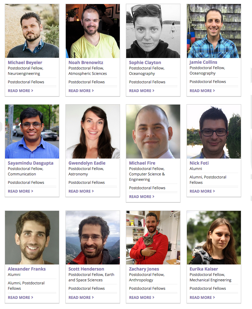 Michael Beyeler
Postdoctoral Fellow,
Neuroengineering
Postdoctoral Fellows
READ MORE >
Noah Brenowitz
Postdoctoral Fellow,
Atmospheric Sciences
Postdoctoral Fellows
READ MORE >
Sophie Clayton
Postdoctoral Fellow,
Oceanography
Postdoctoral Fellows
READ MORE >
Jamie Collins
Postdoctoral Fellow,
Oceanography
Postdoctoral Fellows
READ MORE >
Sayamindu Dasgupta
Postdoctoral Fellow,
Communication
Postdoctoral Fellows
READ MORE >
Gwendolyn Eadie
Postdoctoral Fellow,
Astronomy
Postdoctoral Fellows
READ MORE >
Michael Fire
Postdoctoral Fellow,
Computer Science &
Engineering
Postdoctoral Fellows
READ MORE >
Nick Foti
Alumni
Alumni, Postdoctoral
Fellows
READ MORE >
Alexander Franks
Alumni
Alumni, Postdoctoral
Fellows
READ MORE >
Scott Henderson
Postdoctoral Fellow, Earth
and Space Sciences
Postdoctoral Fellows
READ MORE >
Zachary Jones
Postdoctoral Fellow,
Anthropology
Postdoctoral Fellows
READ MORE >
Eurika Kaiser
Postdoctoral Fellow,
Mechanical Engineering
Postdoctoral Fellows
READ MORE >